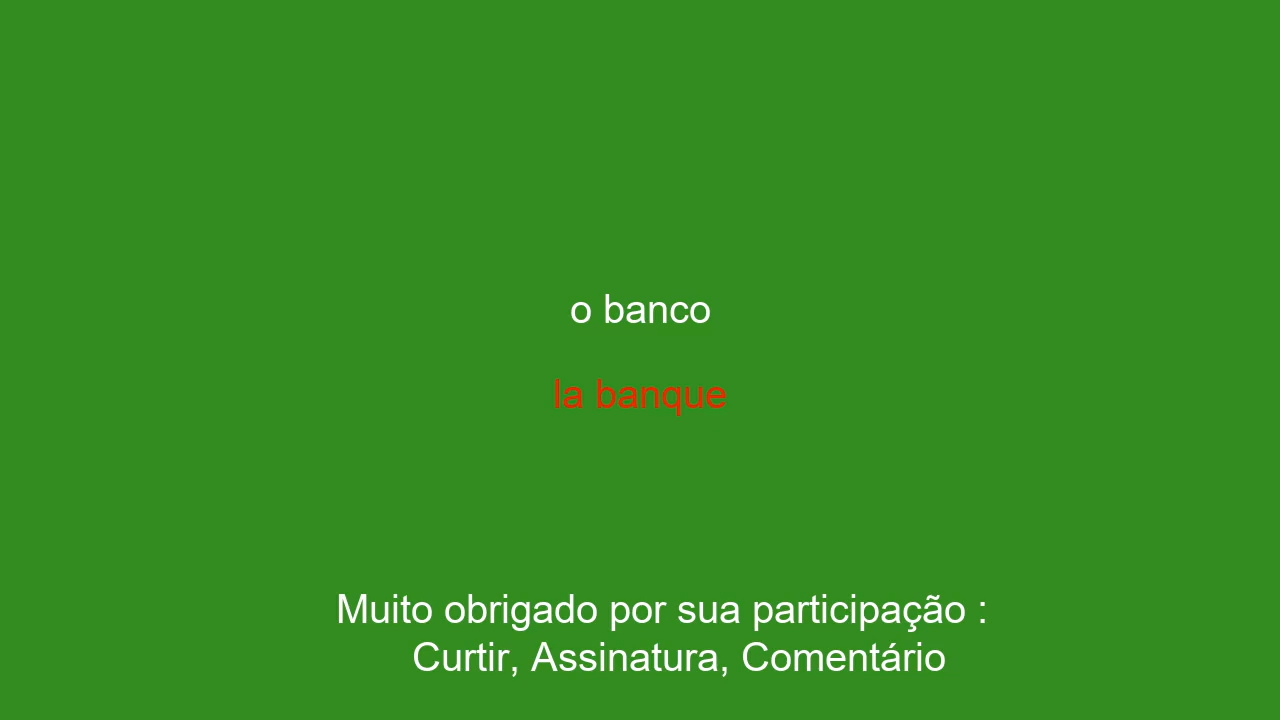 o banco
la banque
Muito obrigado por sua participação :
Curtir, Assinatura, Comentário